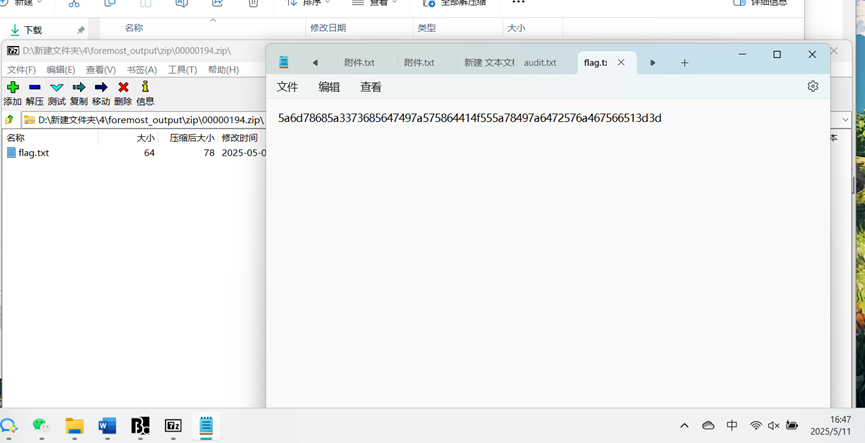 新建
排序
查看
全部解压缩
...
详细信息
下载
名称
修改日期
类型
大小
D:\新建文件夹\4\foremost_output\zip\00000194.zip\
文件(F) 编辑(E) 查看(V) 书签(A) 工具(T) 帮助(H)
添加 解压 测试 复制 移动 删除 信息
D:\新建文件夹\4\foremost_output\zip\00000194.zip\
名称 大小 压缩后大小 修改时间
flag.txt 64 78 2025-05-0
附件.txt
附件.txt
新建 文本文
audit.txt
flag.t
文件 编辑 查看
5a6d78685a3373685647497a575864414f555a78497a6472576a467566513d3d
本
中
16:47
2025/5/11